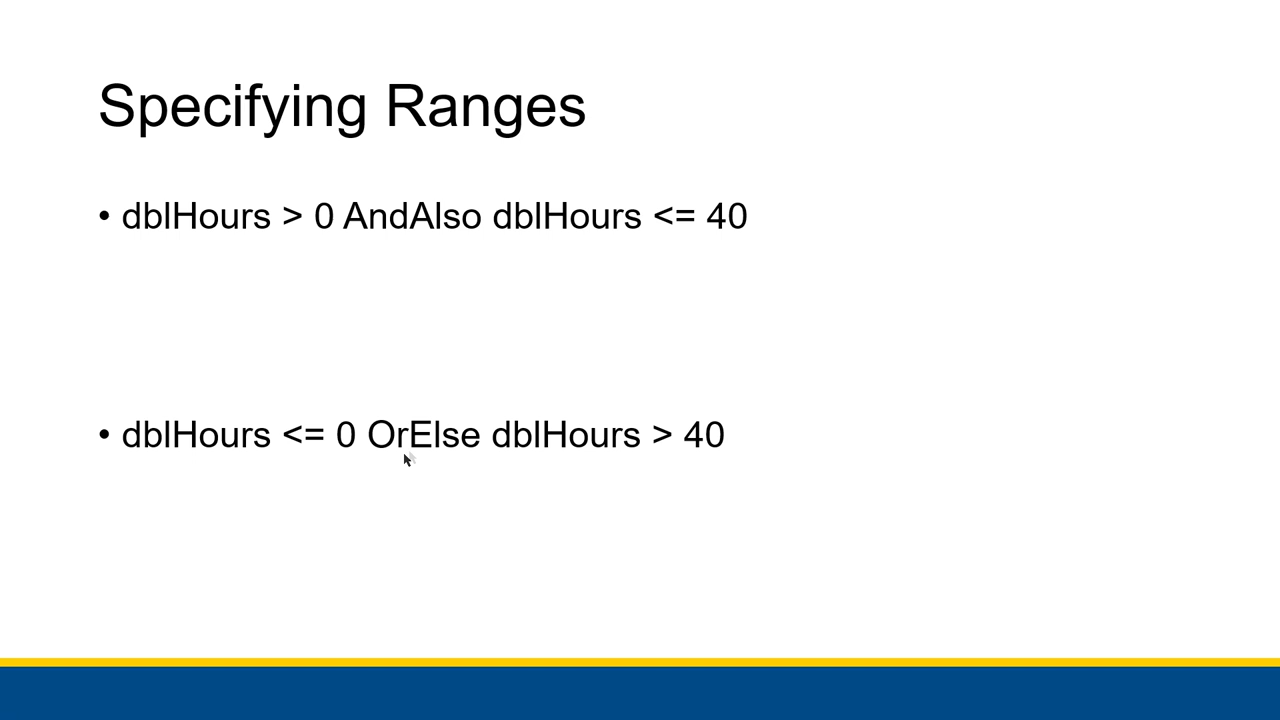 Specifying Ranges
• dblHours > 0 AndAlso dblHours <= 40
• dblHours <= 0 OrElse dblHours > 40